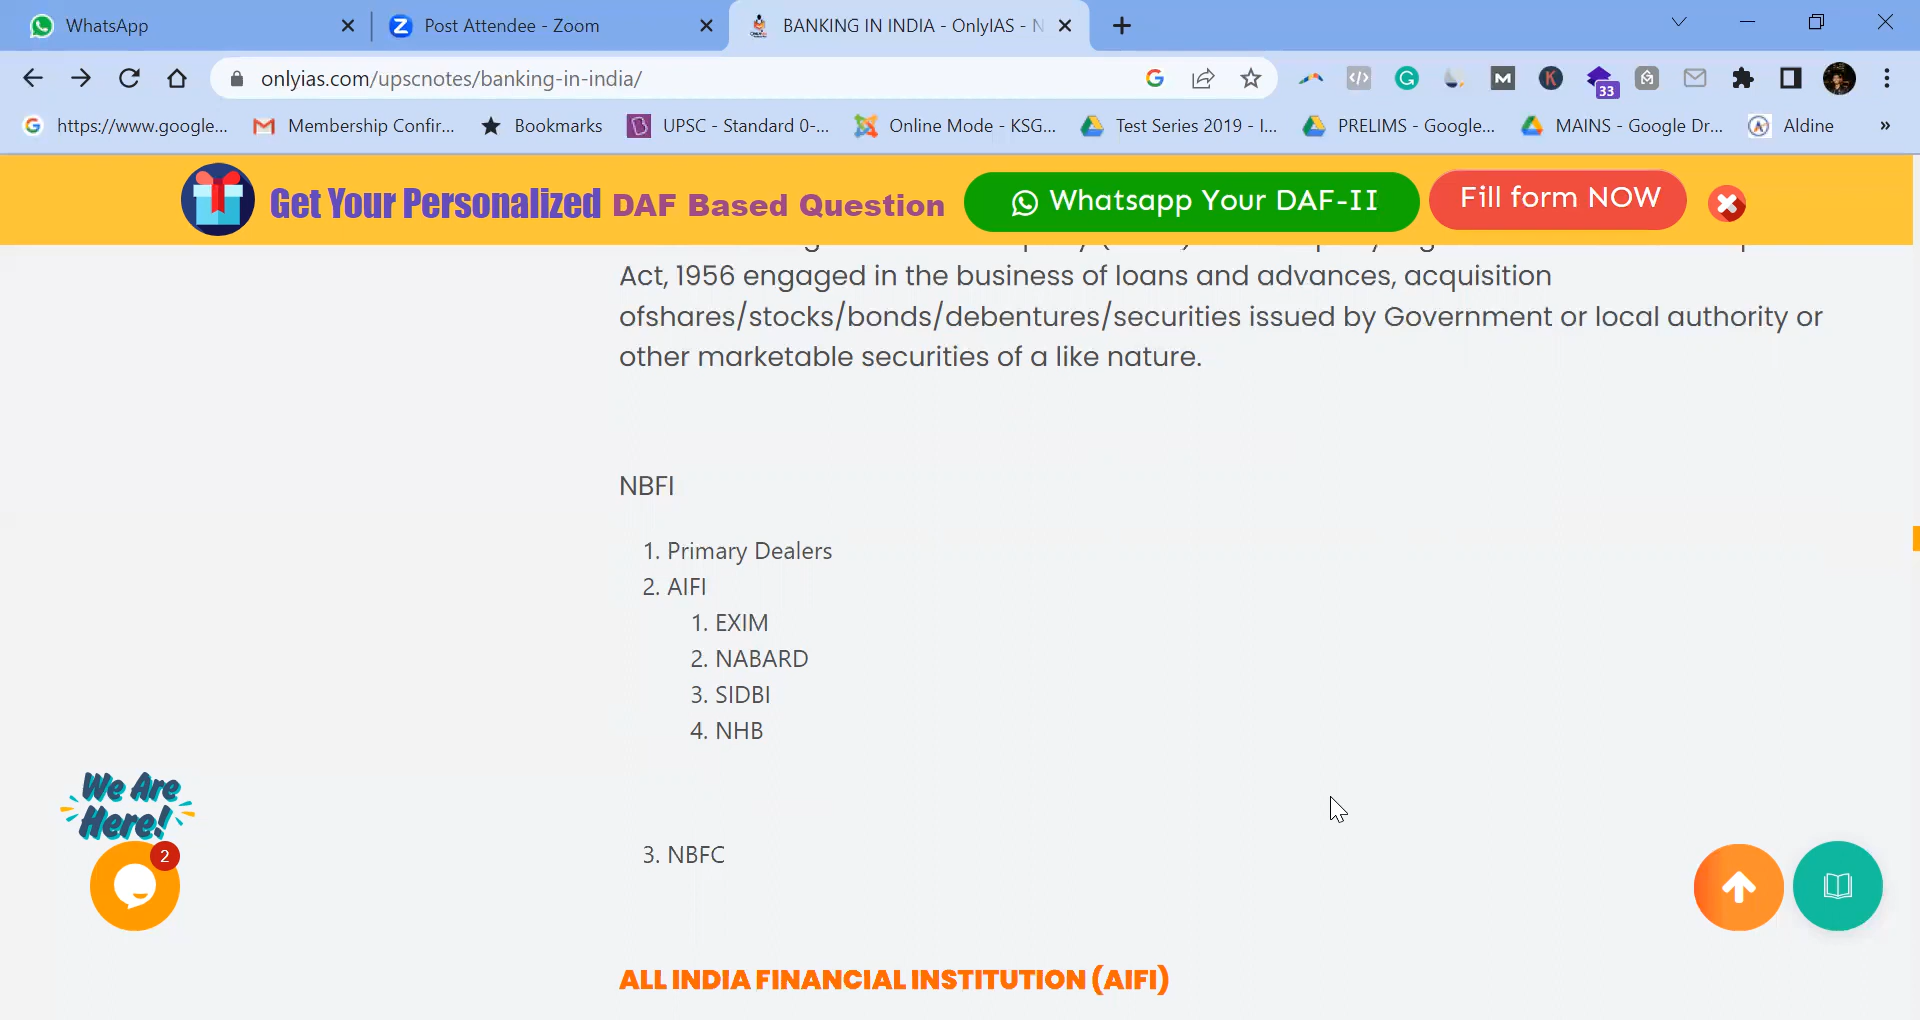 WhatsApp
Post Attendee - Zoom
BANKING IN INDIA - OnlyIAS - N
onlyias.com/upscnotes/banking-in-india/
33
https://www.google...
Membership Confir...
Bookmarks
UPSC - Standard 0-...
Online Mode - KSG...
Test Series 2019 - I...
PRELIMS - Google...
MAINS - Google Dr...
Aldine
»
Get Your Personalized DAF Based Question
Whatsapp Your DAF-II
Fill form NOW
Act, 1956 engaged in the business of loans and advances, acquisition
ofshares/stocks/bonds/debentures/securities issued by Government or local authority or
other marketable securities of a like nature.
NBFI
1. Primary Dealers
2. AIFI
1. EXIM
2. NABARD
3. SIDBI
4. NHB
We Are
Here!
2
3. NBFC
ALL INDIA FINANCIAL INSTITUTION (AIFI)